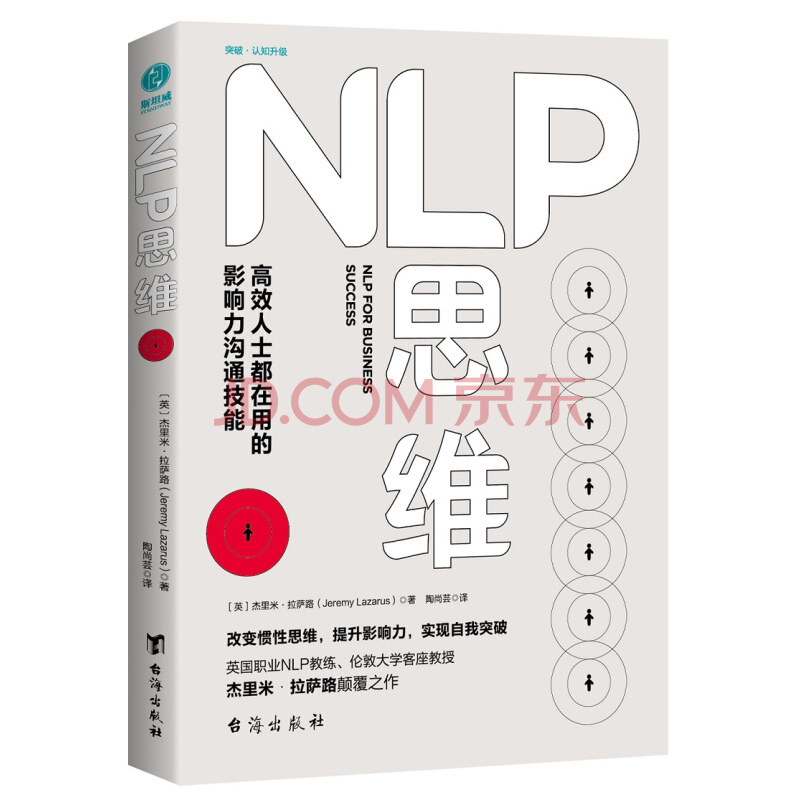 斯坦威
STANDWAY
NLP思维
[英]杰里米·拉萨路(Jeremy Lazarus)◎著
陶尚芸◎译
台海出版社
突破·认知升级
NLP
思维
NLP FOR BUSINESS
SUCCESS
高效人士都在用的
影响力沟通技能
JD.COM 京东
[英]杰里米·拉萨路(Jeremy Lazarus)◎著 陶尚芸◎译
改变惯性思维,提升影响力,实现自我突破
英国职业NLP教练、伦敦大学客座教授
杰里米·拉萨路颠覆之作
台海出版社